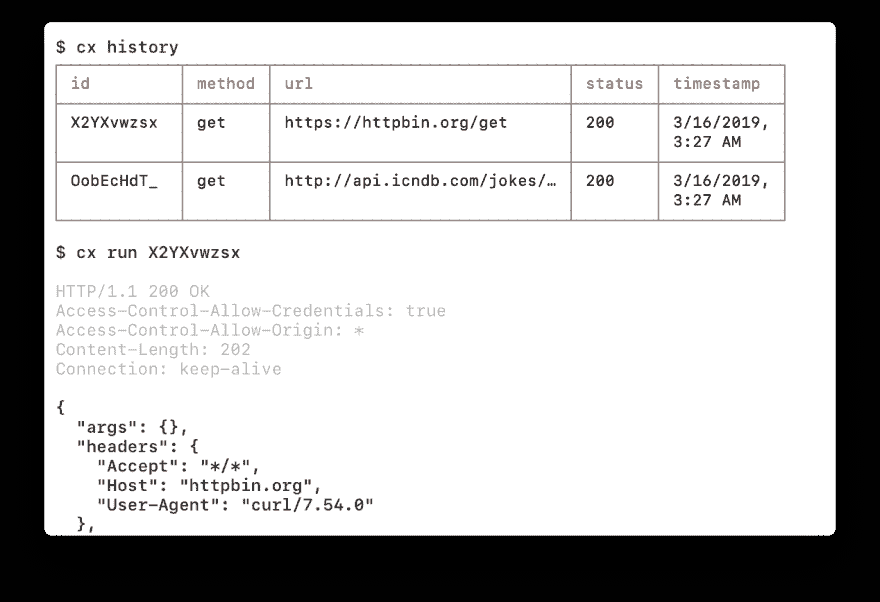 $ cx history
id method url status timestamp
X2YXvwzsx get https://httpbin.org/get 200 3/16/2019,
3:27 AM
OobEcHdT_ get http://api.icndb.com/jokes/… 200 3/16/2019,
3:27 AM
$ cx run X2YXvwzsx
HTTP/1.1 200 OK
Access-Control-Allow-Credentials: true
Access-Control-Allow-Origin: *
Content-Length: 202
Connection: keep-alive
{
  "args": {},
  "headers": {
    "Accept": "*/*",
    "Host": "httpbin.org",
    "User-Agent": "curl/7.54.0"
  },